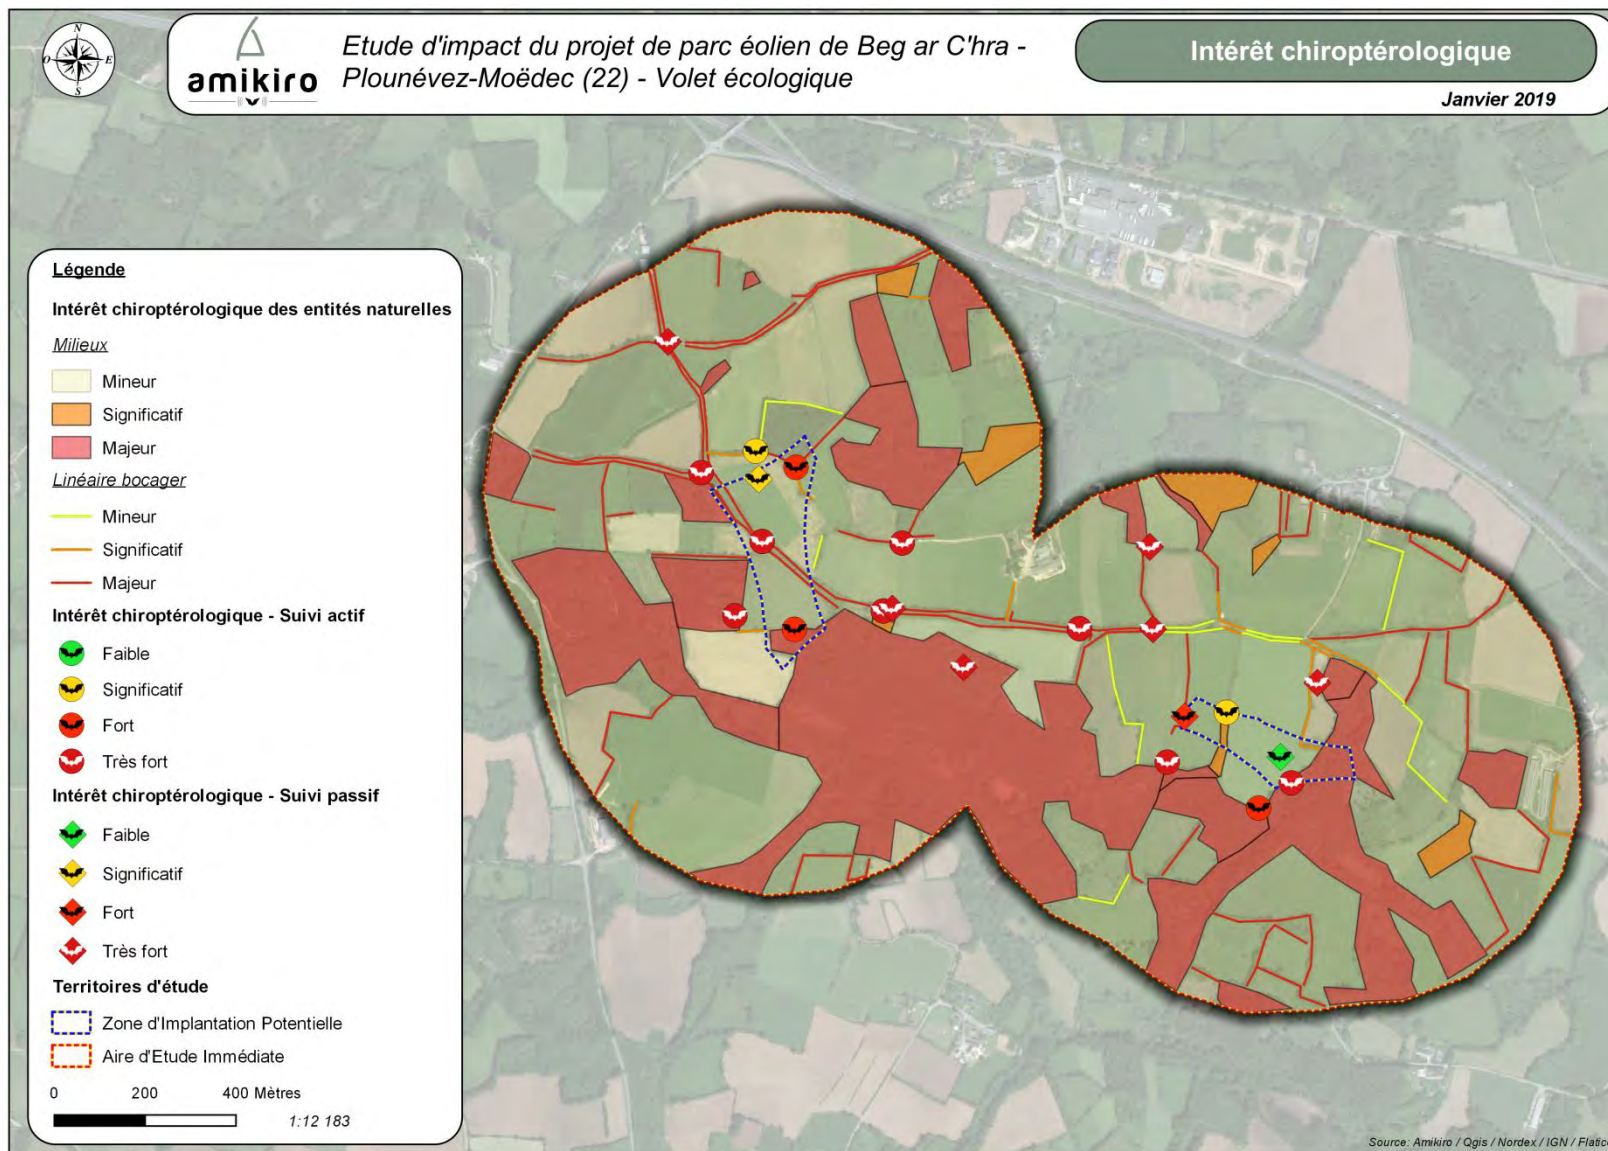 N
O
E
S
amikiro
Etude d'impact du projet de parc éolien de Beg ar C'hra -
Plounévez-Moëdec (22) - Volet écologique
Intérêt chiroptérologique
Janvier 2019
Légende
Intérêt chiroptérologique des entités naturelles
Milieux
Mineur
Significatif
Majeur
Linéaire bocager
Mineur
Significatif
Majeur
Intérêt chiroptérologique - Suivi actif
Faible
Significatif
Fort
Très fort
Intérêt chiroptérologique - Suivi passif
Faible
Significatif
Fort
Très fort
Territoires d'étude
Zone d'Implantation Potentielle
Aire d'Etude Immédiate
0 200 400 Mètres
1:12 183
Source: Amikiro / Qgis / Nordex / IGN / Flatico